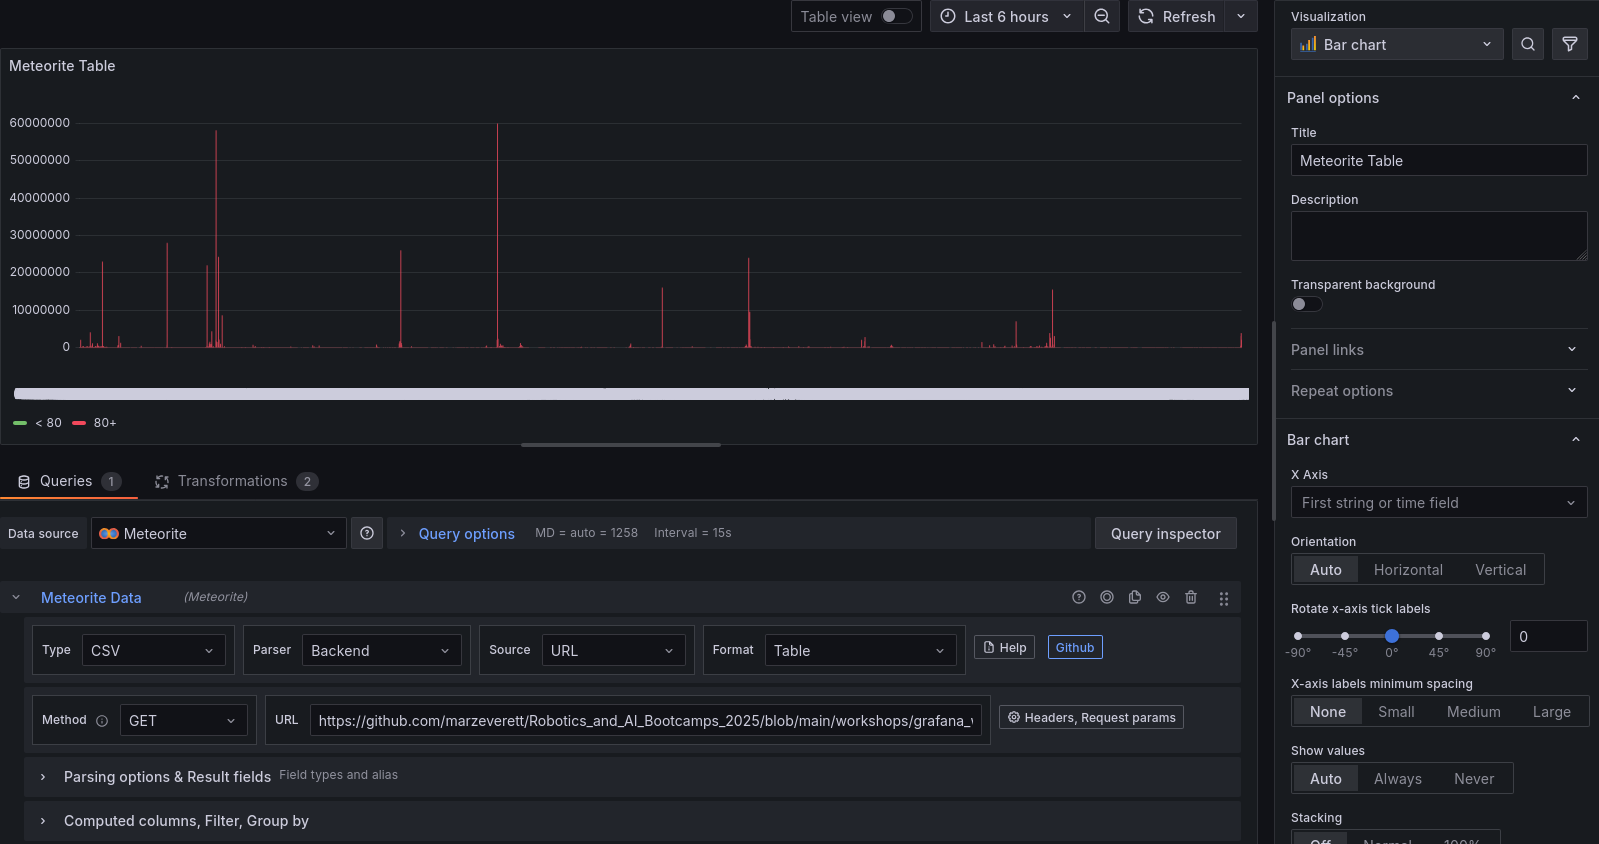 Table view
Last 6 hours
Refresh
Meteorite Table
60000000
50000000
40000000
30000000
20000000
10000000
0
< 80
80+
Queries 1
Transformations 2
Data source
Meteorite
Query options
MD = auto = 1258
Interval = 15s
Query inspector
Meteorite Data
(Meteorite)
Type
CSV
Parser
Backend
Source
URL
Format
Table
Help
Github
Method
GET
URL
https://github.com/marzeverett/Robotics_and_AI_Bootcamps_2025/blob/main/workshops/grafana_
Headers, Request params
Parsing options & Result fields
Field types and alias
Computed columns, Filter, Group by
Visualization
Bar chart
Panel options
Title
Meteorite Table
Description
Transparent background
Panel links
Repeat options
Bar chart
X Axis
First string or time field
Orientation
Auto Horizontal Vertical
Rotate x-axis tick labels
0
-90° -45° 0° 45° 90°
X-axis labels minimum spacing
None Small Medium Large
Show values
Auto Always Never
Stacking
Off Normal 100%